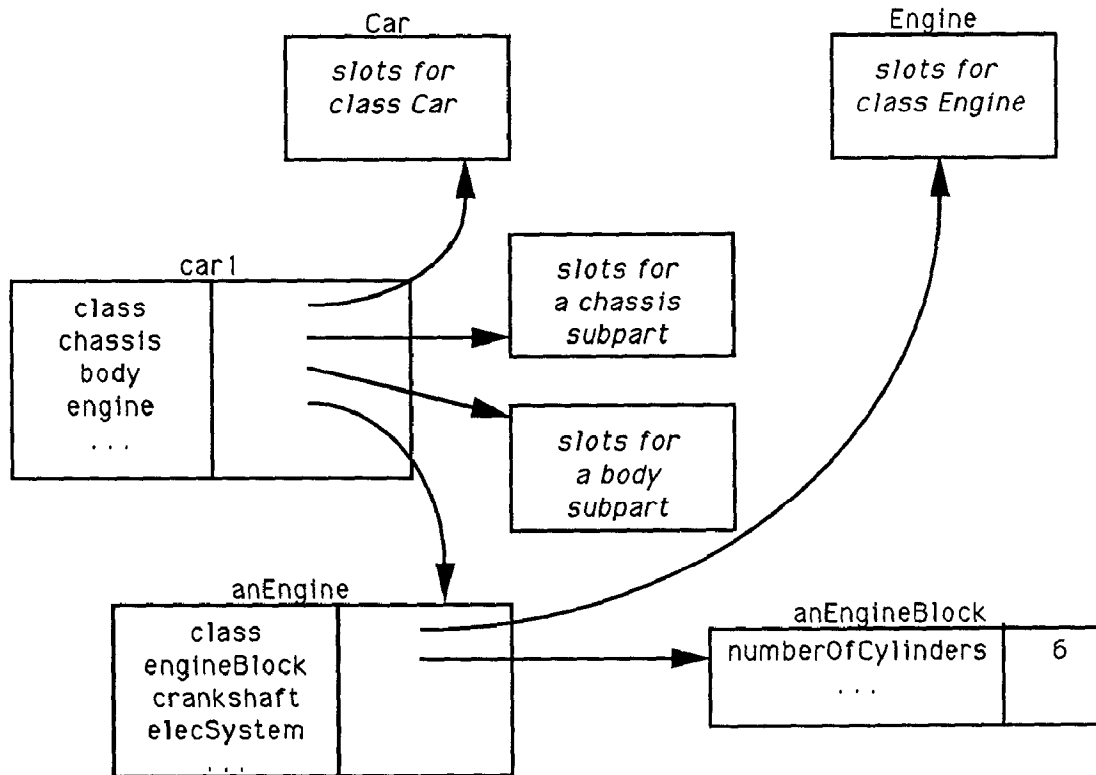 Car
slots for
class Car
Engine
slots for
class Engine
car1
class
chassis
body
engine
...
slots for
a chassis
subpart
slots for
a body
subpart
anEngine
class
engineBlock
crankshaft
elecSystem
...
anEngineBlock
numberOfCylinders 6
...